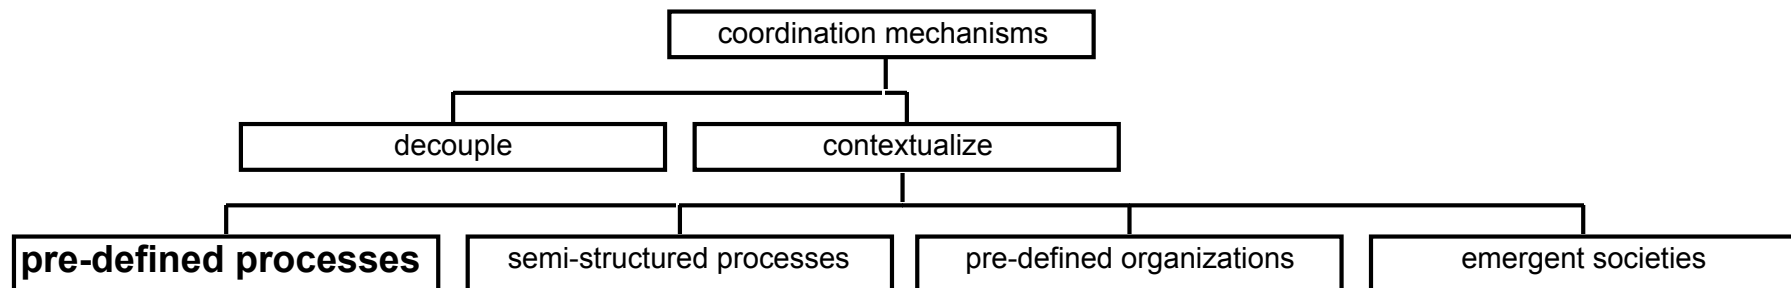 coordination mechanisms
decouple
contextualize
pre-defined processes
semi-structured processes
pre-defined organizations
emergent societies